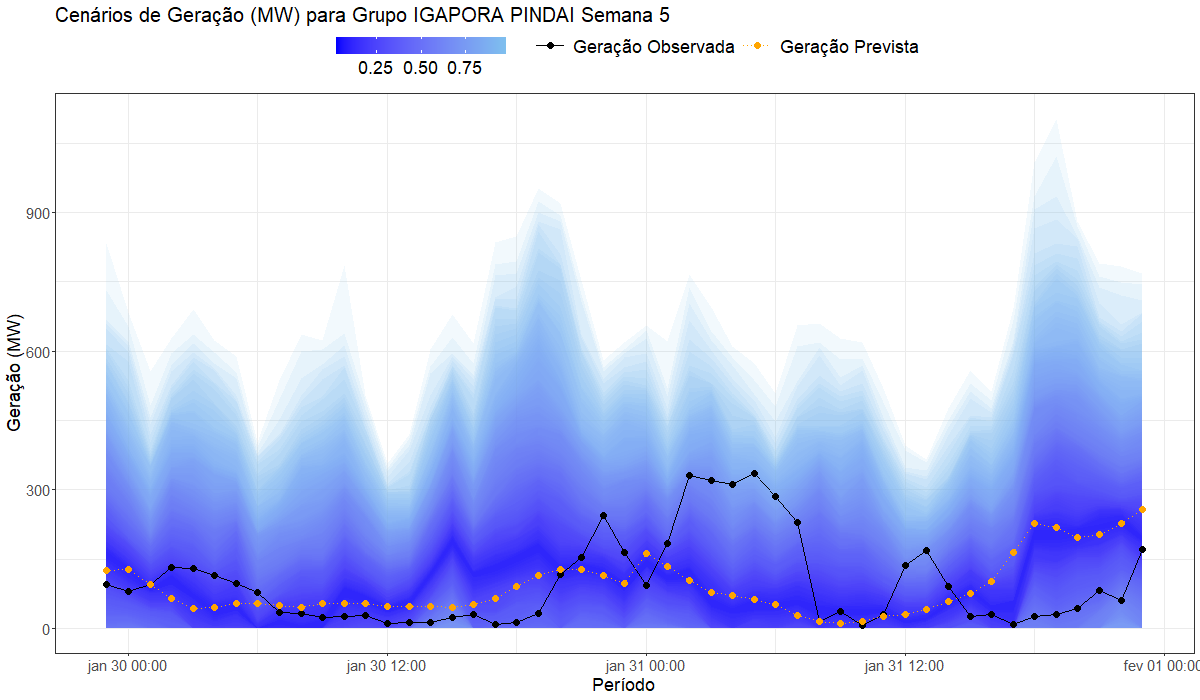 Cenários de Geração (MW) para Grupo IGAPORA PINDAI Semana 5
0.25 0.50 0.75 Geração Observada Geração Prevista
Geração (MW)
900
600
300
0
jan 30 00:00 jan 30 12:00 jan 31 00:00 jan 31 12:00 fev 01 00:00
Período